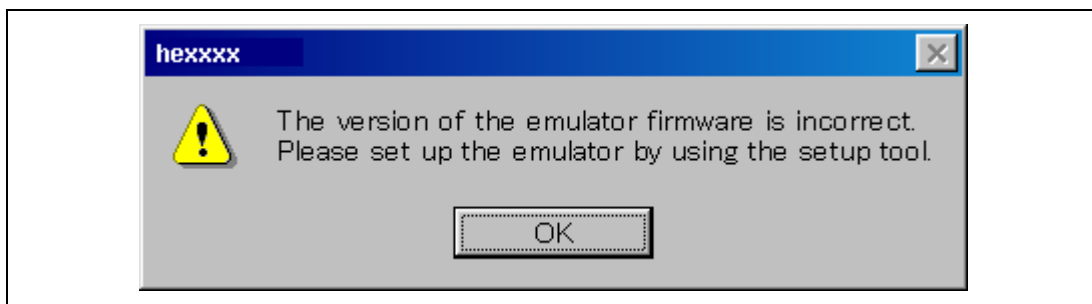 hexxxx
The version of the emulator firmware is incorrect.
Please set up the emulator by using the setup tool.
OK